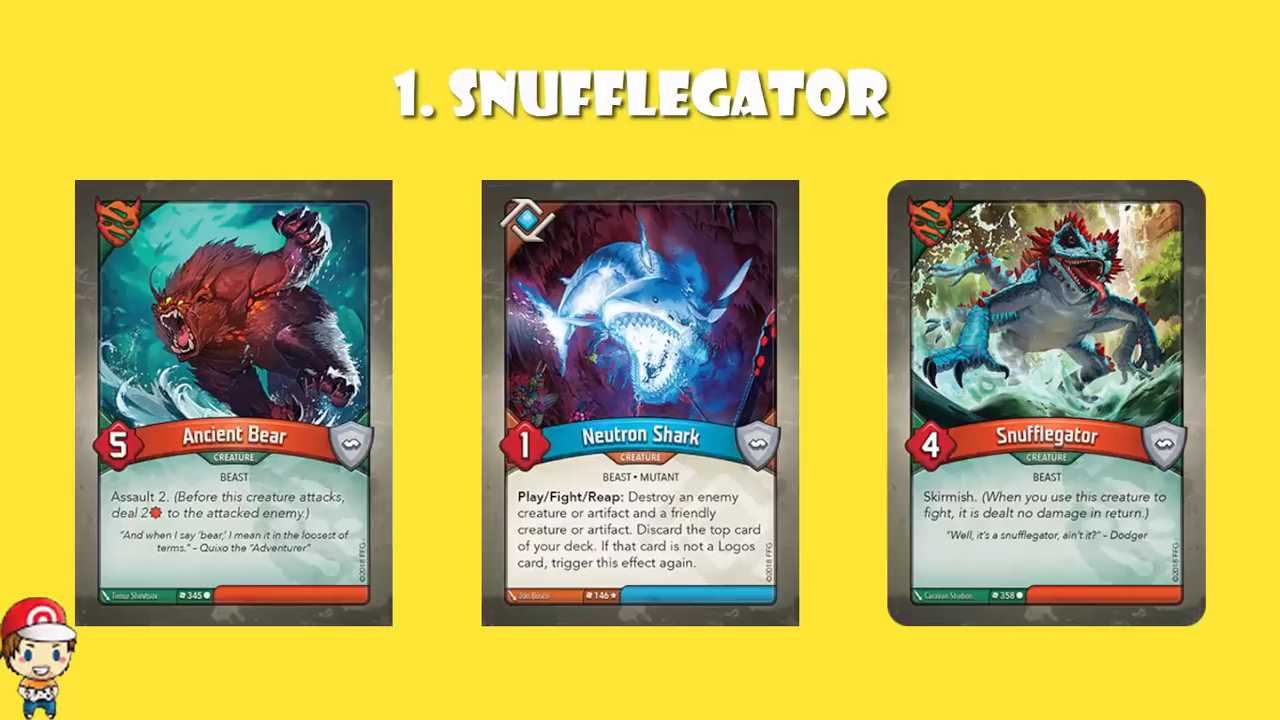 1. SNUFFLEGATOR
5
Ancient Bear
CREATURE
BEAST
Assault 2. (Before this creature attacks,
deal 2 to the attacked enemy.)
"And when I say 'bear,' I mean it in the loosest of
terms." - Quixo the "Adventurer"
©2018 FFG
345
1
Neutron Shark
CREATURE
BEAST • MUTANT
Play/Fight/Reap: Destroy an enemy
creature or artifact and a friendly
creature or artifact. Discard the top card
of your deck. If that card is not a Logos
card, trigger this effect again.
©2018 FFG
Jon Bosco
146
4
Snufflegator
CREATURE
BEAST
Skirmish. (When you use this creature to
fight, it is dealt no damage in return.)
"Well, it's a snufflegator, ain't it?" - Dodger
©2018 FFG
Caravan Studios
358